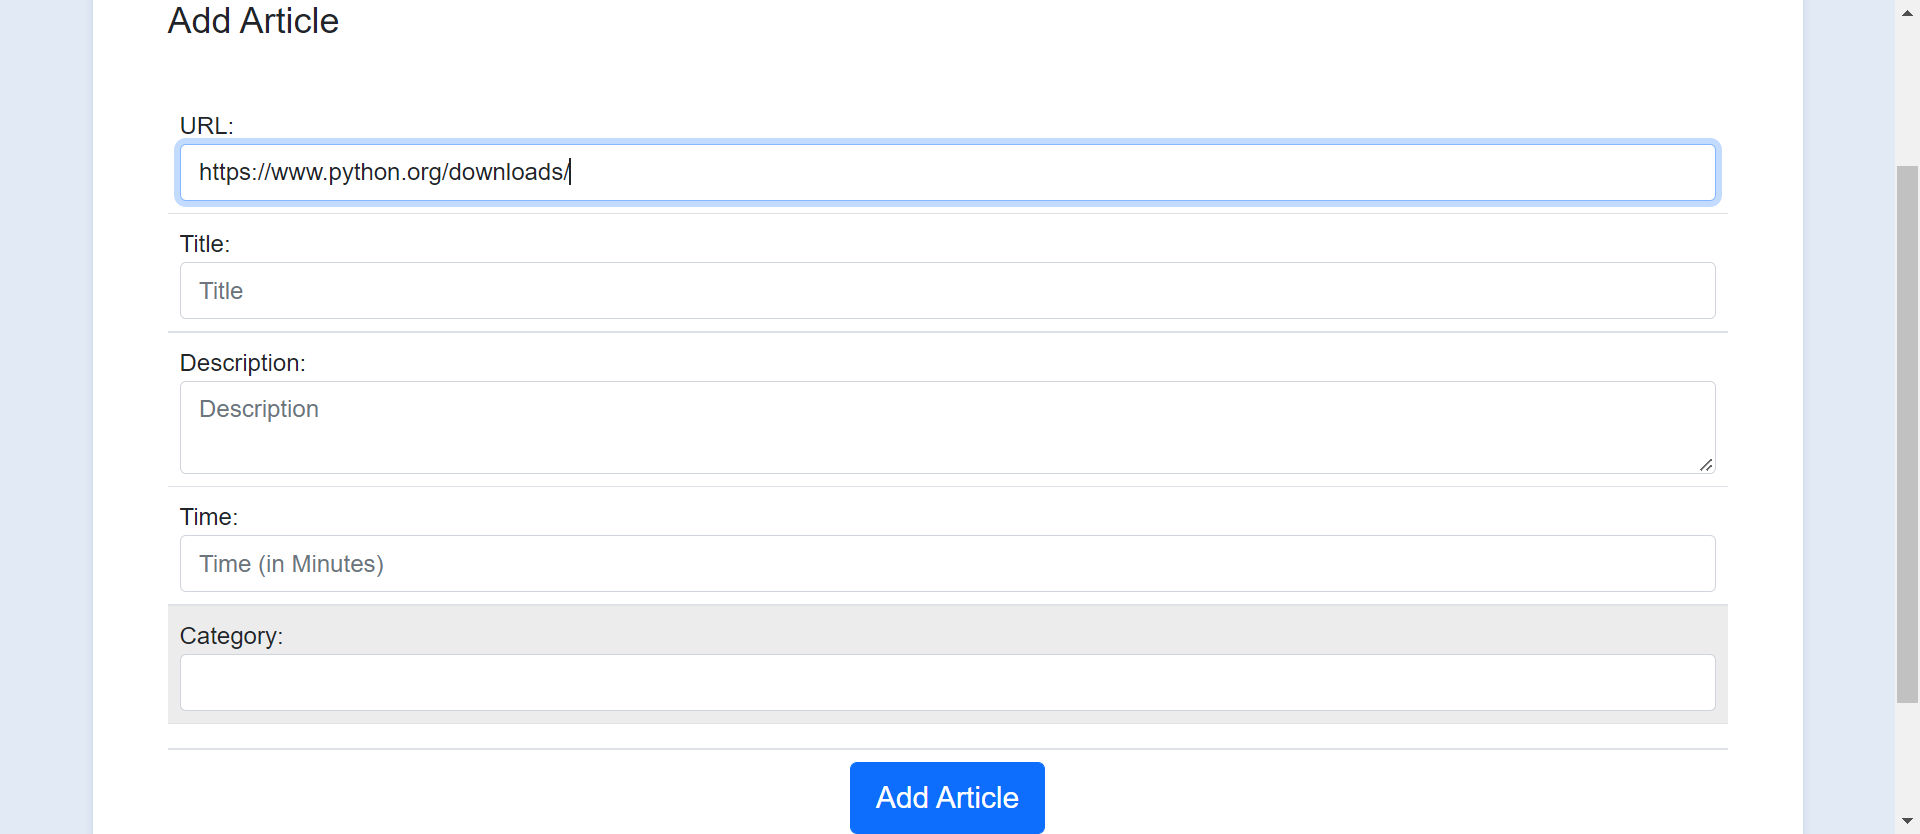 Add Article
URL:
https://www.python.org/downloads/
Title:
Title
Description:
Description
Time:
Time (in Minutes)
Category:
Add Article